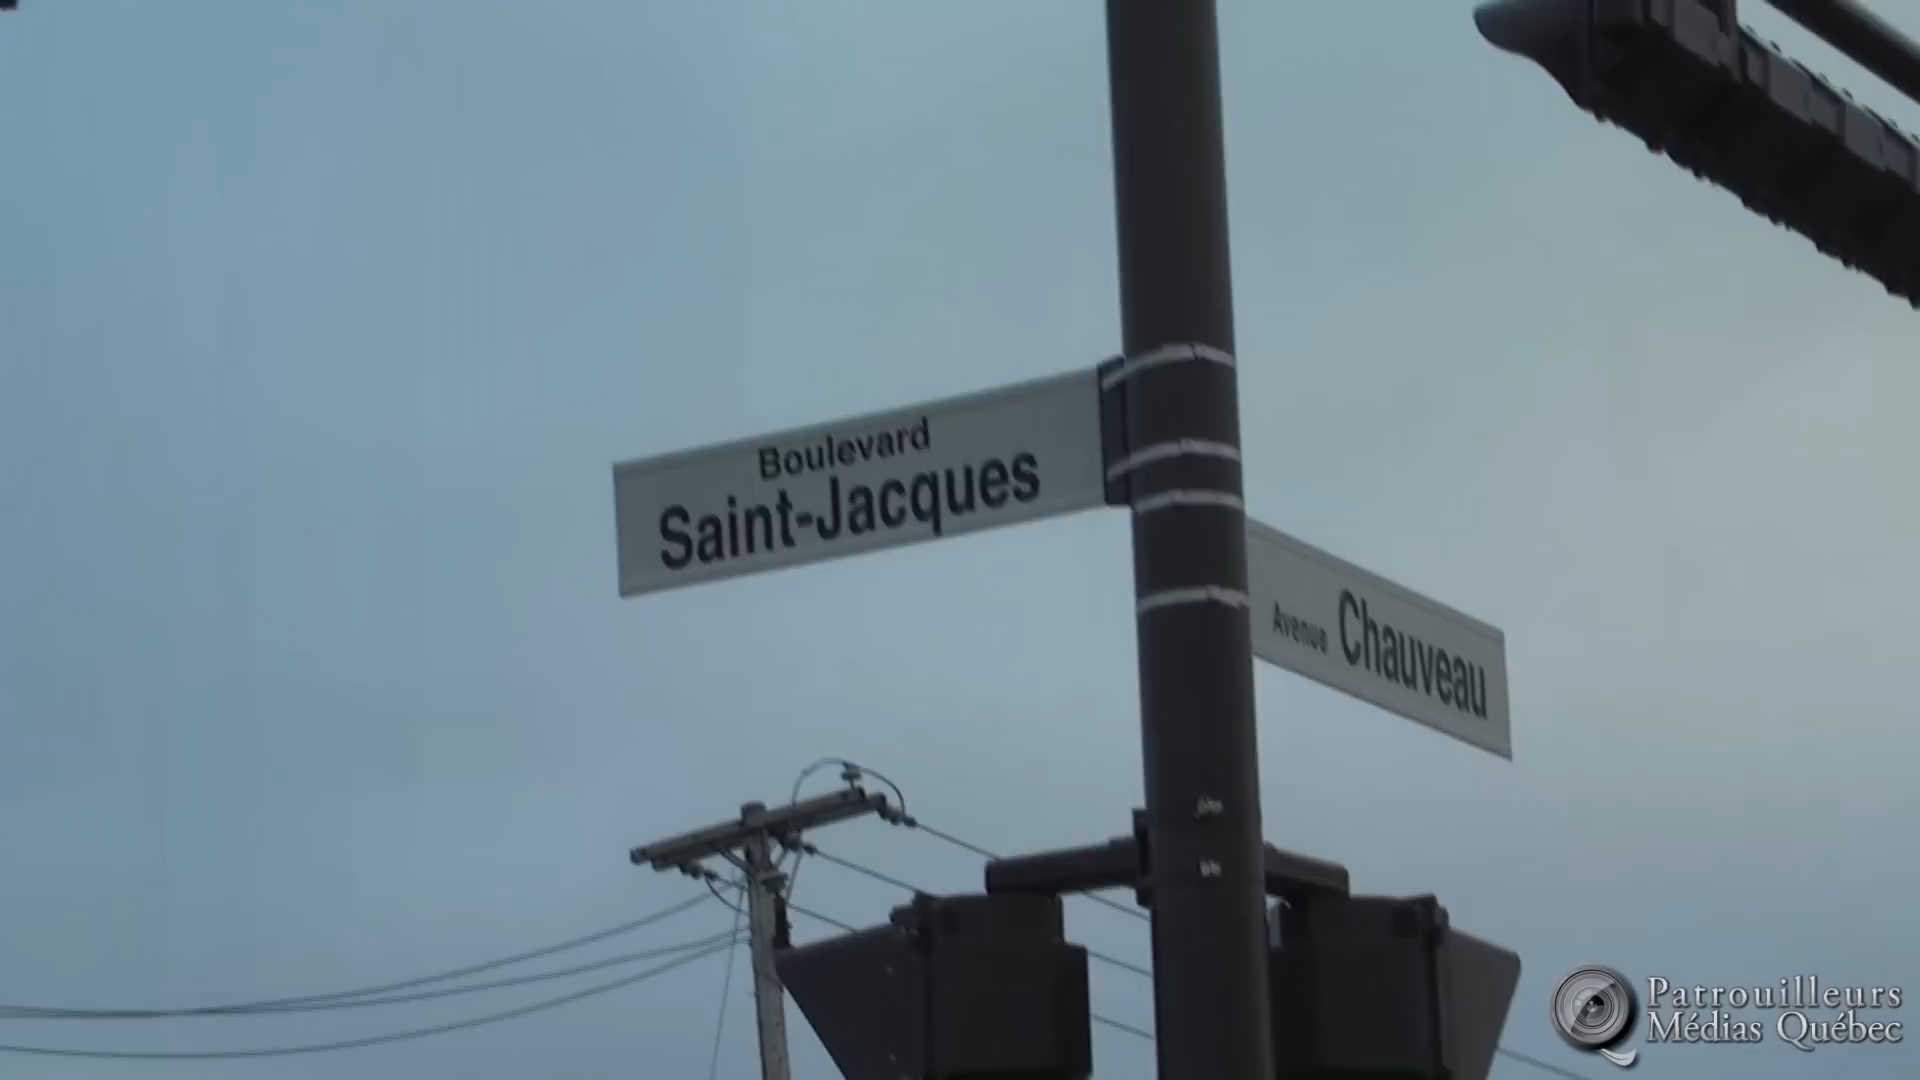 Boulevard
Saint-Jacques
Avenue Chauveau
Patrouilleurs
Médias Québec